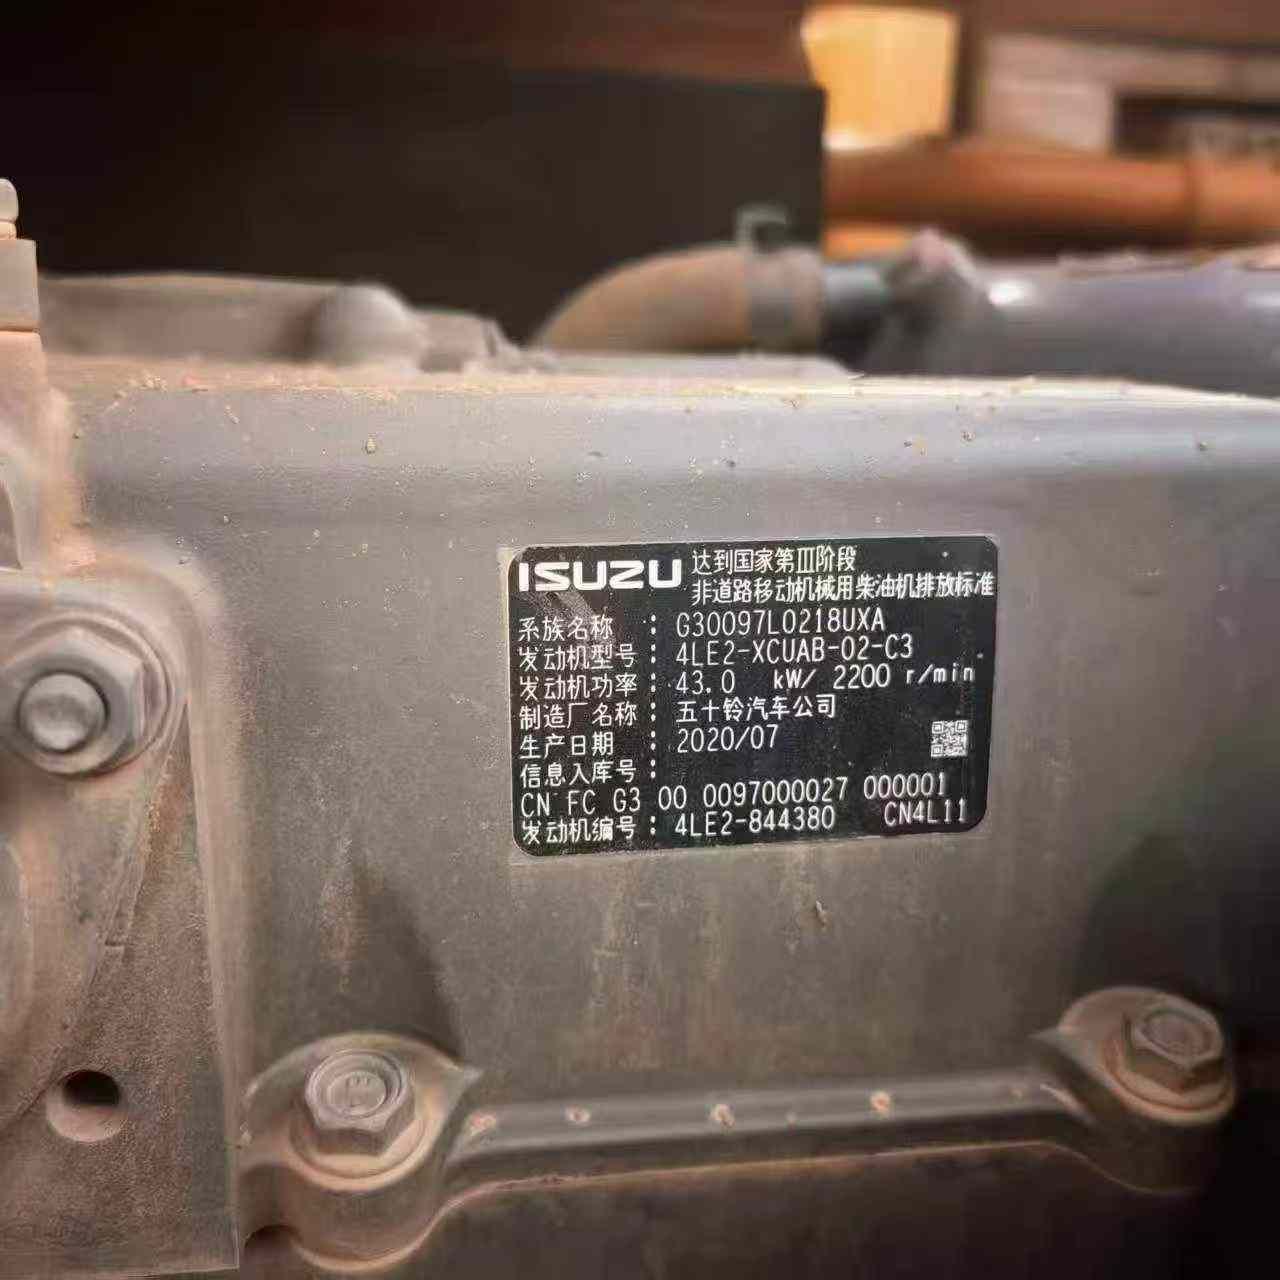 ISUZU 达到国家第III阶段
非道路移动机械用柴油机排放标准
系族名称 : G30097L0218UXA
发动机型号 : 4LE2-XCUAB-02-C3
发动机功率 : 43.0 kW/ 2200 r/min
制造厂名称 : 五十铃汽车公司
生产日期 : 2020/07
信息入库号 :
CN FC G3 00 0097000027 000001
发动机编号 : 4LE2-844380 CN4L11